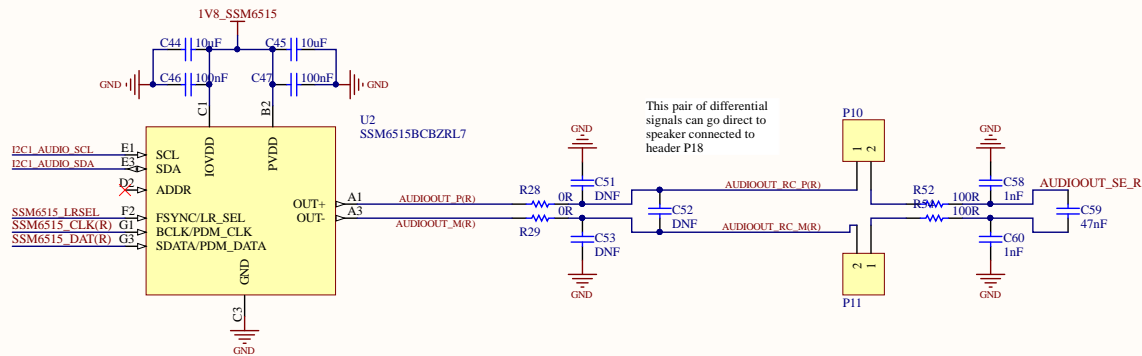 1V8_SSM6515
C44
10uF
C45
10uF
C46
100nF
C47
100nF
GND
GND
C1
B2
U2
SSM6515BCBZRL7
IOVDD
PVDD
I2C1_AUDIO_SCL
E1
SCL
I2C1_AUDIO_SDA
E3
SDA
D2
ADDR
SSM6515_LRSEL
F2
FSYNC/LR_SEL
SSM6515_CLK(R)
G1
BCLK/PDM_CLK
SSM6515_DAT(R)
G3
SDATA/PDM_DATA
OUT+
A1
OUT-
A3
GND
C3
GND
AUDIOOUT_P(R)
AUDIOOUT_M(R)
R28
0R
0R
R29
GND
C51
DNF
C52
DNF
C53
DNF
GND
This pair of differential
signals can go direct to
speaker connected to
header P18
AUDIOOUT_RC_P(R)
AUDIOOUT_RC_M(R)
P10
1
2
2
1
P11
R52
100R
100R
GND
C58
1nF
C60
1nF
GND
AUDIOOUT_SE_R
C59
47nF